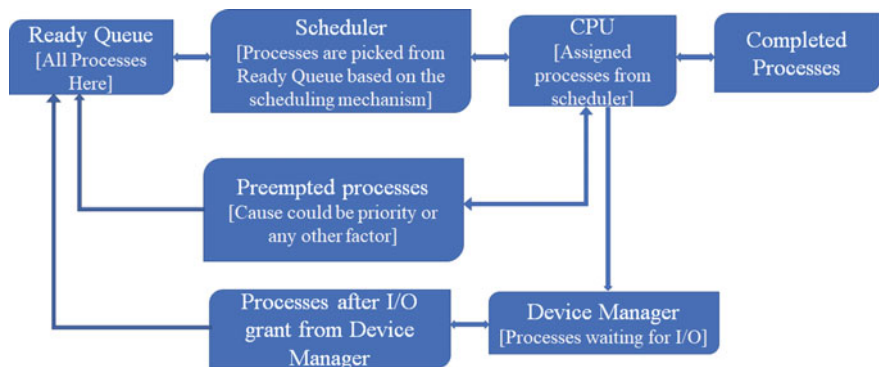 Ready Queue
[All Processes
Here]
Scheduler
[Processes are picked from
Ready Queue based on the
scheduling mechanism]
CPU
[Assigned
processes from
scheduler]
Completed
Processes
Preempted processes
[Cause could be priority or
any other factor]
Processes after I/O
grant from Device
Manager
Device Manager
[Processes waiting for I/O]